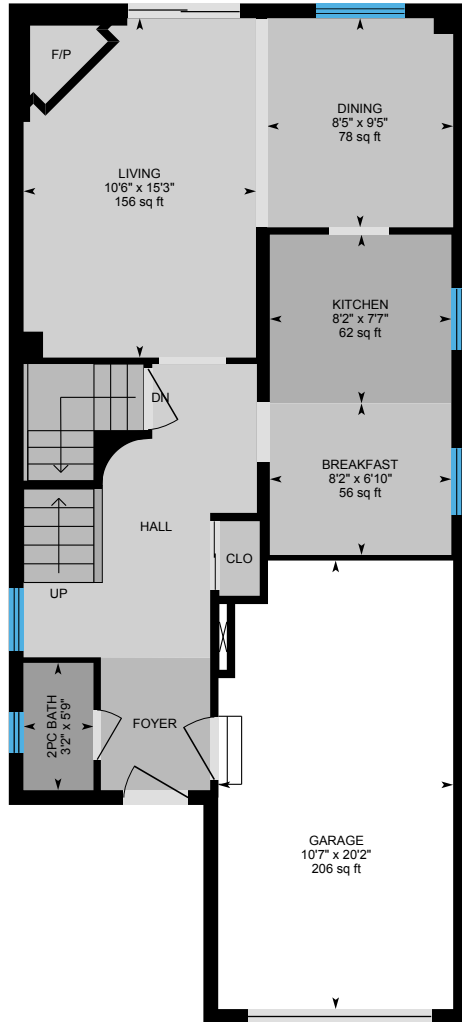 F/P
DINING
8'5" x 9'5"
78 sq ft
LIVING
10'6" x 15'3"
156 sq ft
KITCHEN
8'2" x 7'7"
62 sq ft
DN
BREAKFAST
8'2" x 6'10"
56 sq ft
HALL
CLO
UP
2PC BATH
3'2" x 5'9"
FOYER
GARAGE
10'7" x 20'2"
206 sq ft